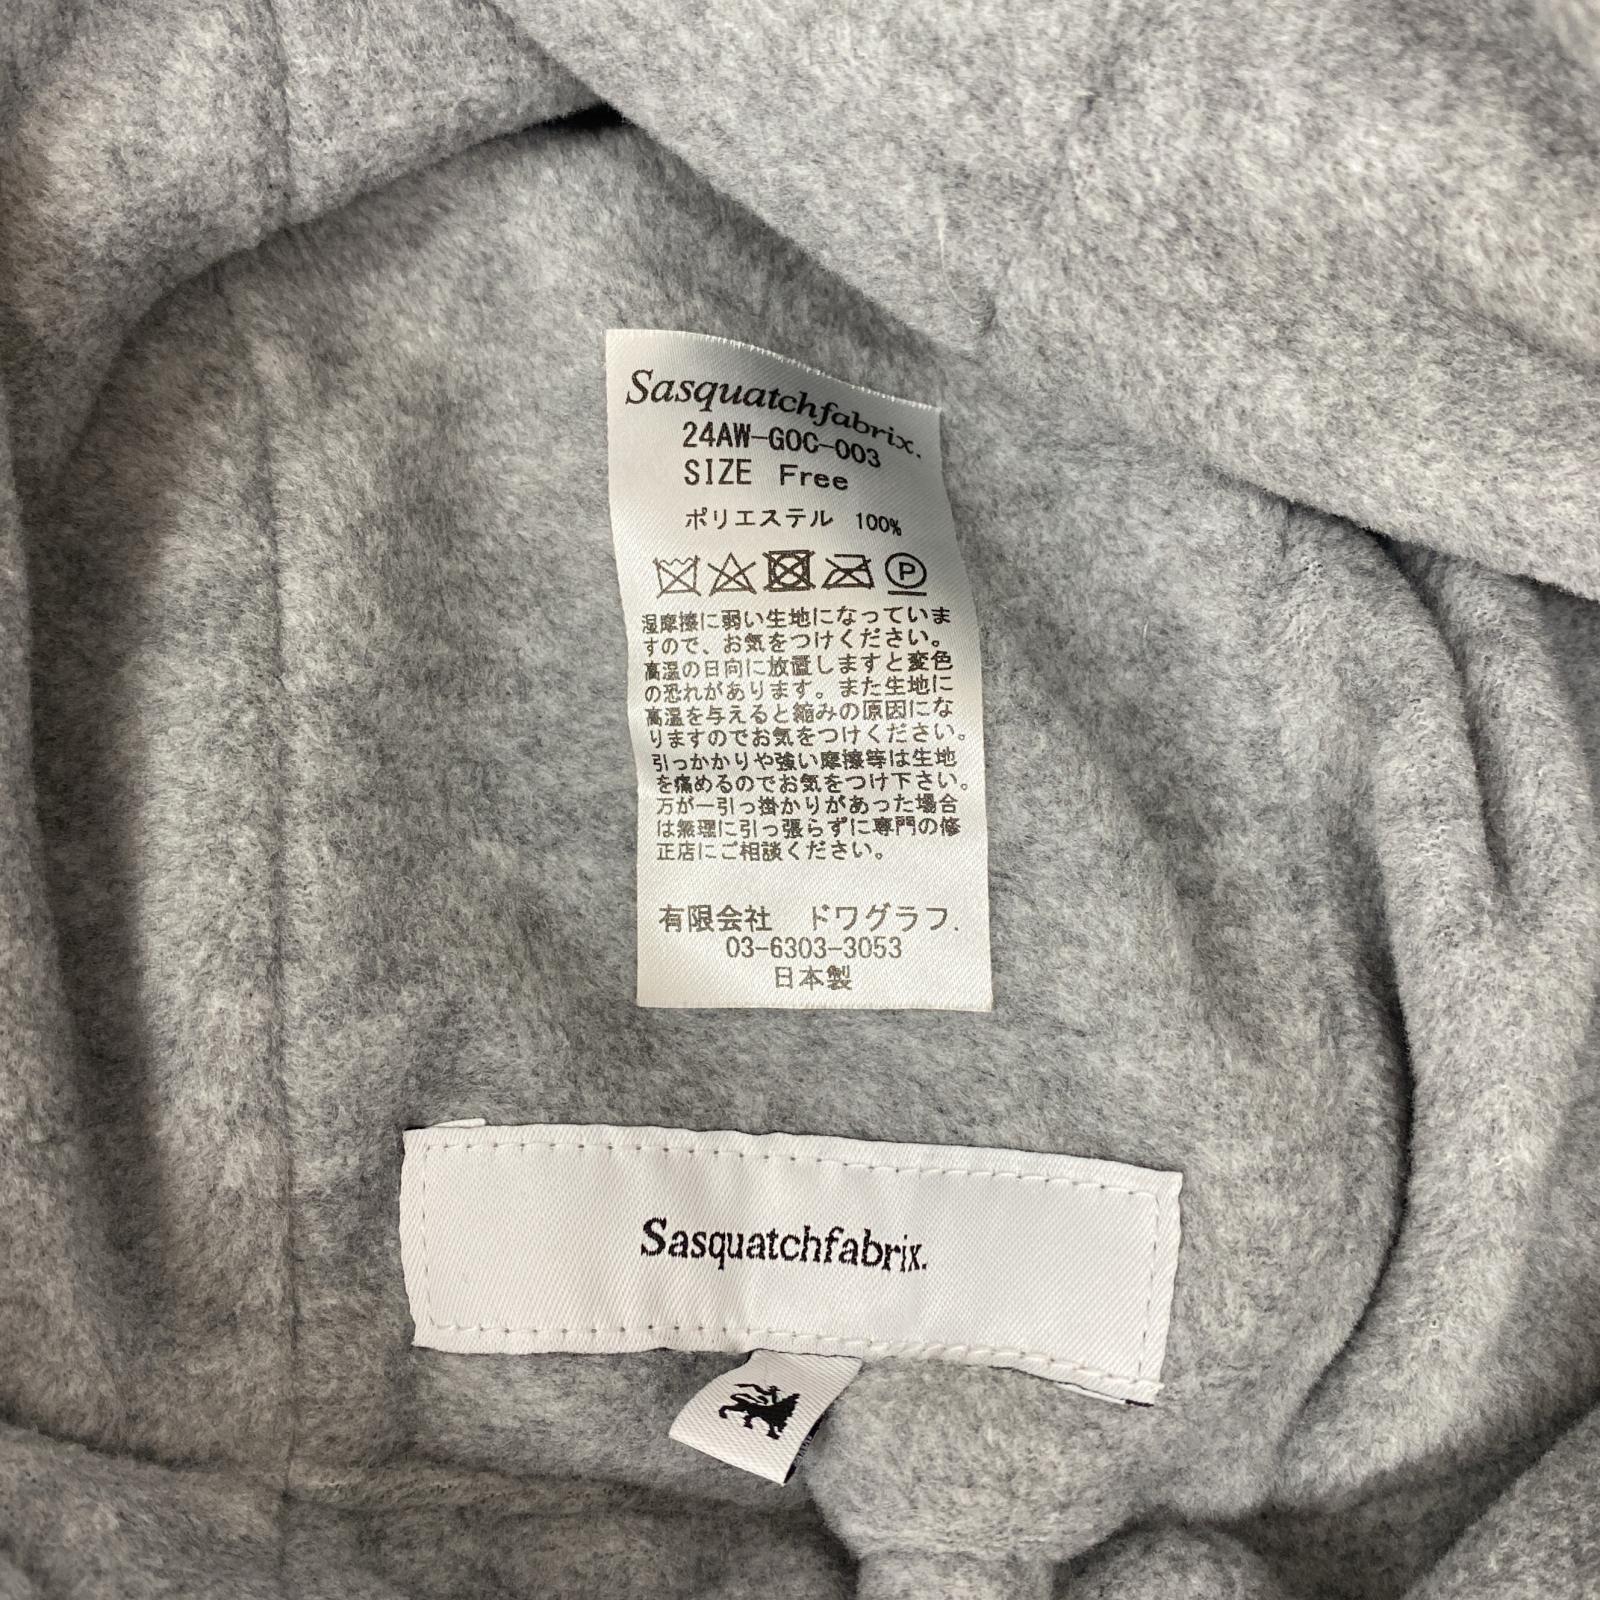 Sasquatchfabrix.
24AW-GOC-003
SIZE Free
ポリエステル 100%
P
湿摩擦に弱い生地になっていま
すので、お気をつけください。
高温の日向に放置しますと変色
の恐れがあります。また生地に
高温を与えると縮みの原因にな
りますのでお気をつけください。
引っかかりや強い摩擦等は生地
を痛めるのでお気をつけ下さい。
万が一引っ掛かりがあった場合
は無理に引っ張らずに専門の修
正店にご相談ください。
有限会社 ドワグラフ.
03-6303-3053
日本製
Sasquatchfabrix.